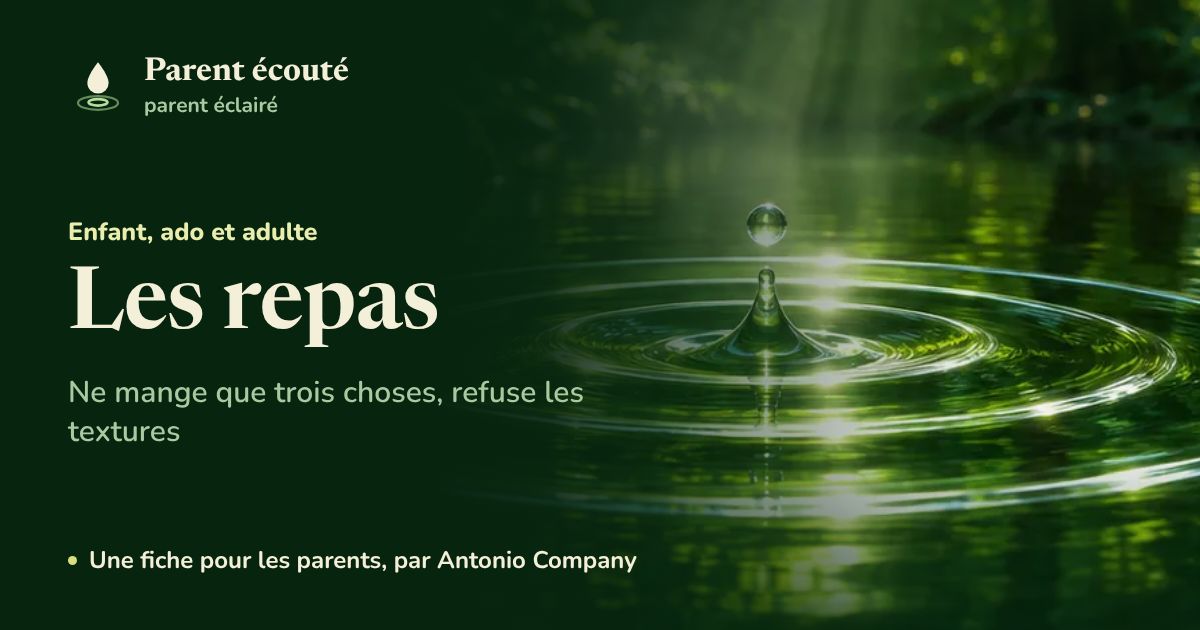 Parent écouté
parent éclairé
Enfant, ado et adulte
Les repas
Ne mange que trois choses, refuse les
textures
Une fiche pour les parents, par Antonio Company